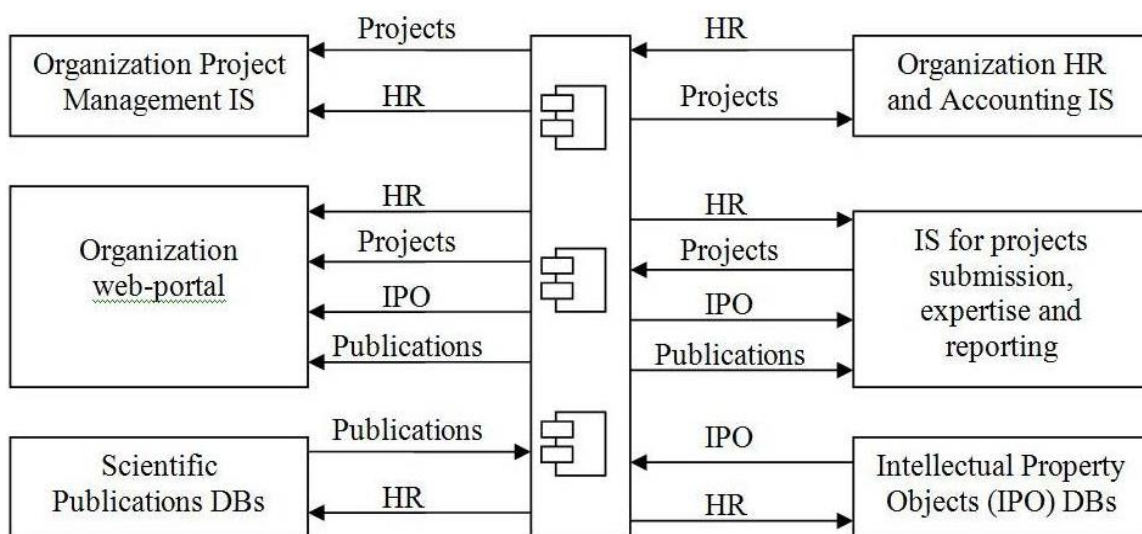 Projects
HR
Organization Project
Management IS
HR
Organization HR
and Accounting IS
Projects
HR
Projects
IPO
Publications
Organization
web-portal
HR
Projects
IPO
Publications
IS for projects
submission,
expertise and
reporting
Publications
HR
Scientific
Publications DBs
IPO
HR
Intellectual Property
Objects (IPO) DBs